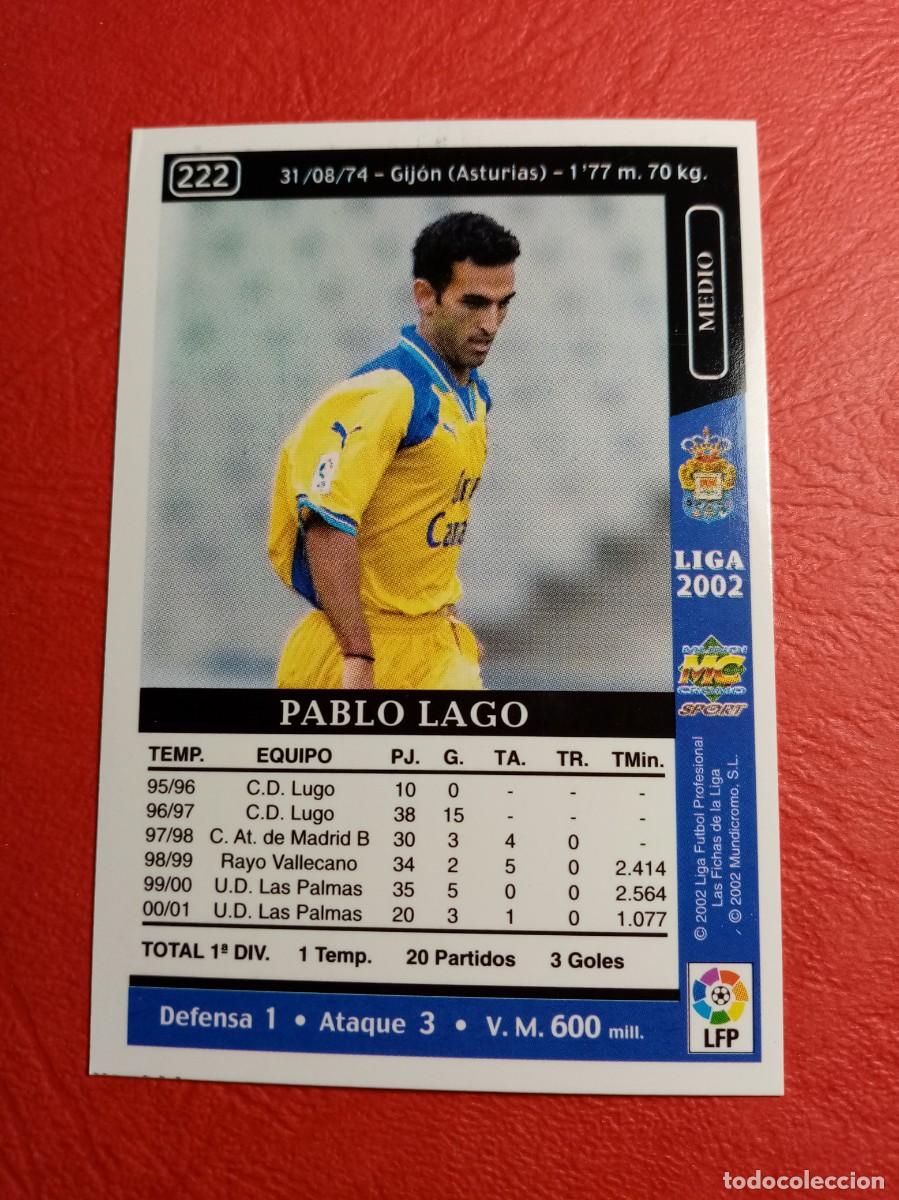 222
31/08/74 – Gijón (Asturias) – 1'77 m. 70 kg.
MEDIO
LIGA
2002
MUNDI
MC
CROMO
SPORT
PABLO LAGO
TEMP. EQUIPO PJ. G. TA. TR. TMin.
95/96 C.D. Lugo 10 0 - - -
96/97 C.D. Lugo 38 15 - - -
97/98 C. At. de Madrid B 30 3 4 0 -
98/99 Rayo Vallecano 34 2 5 0 2.414
99/00 U.D. Las Palmas 35 5 0 0 2.564
00/01 U.D. Las Palmas 20 3 1 0 1.077
TOTAL 1ª DIV. 1 Temp. 20 Partidos 3 Goles
Defensa 1 • Ataque 3 • V. M. 600 mill.
© 2002 Liga Futbol Profesional
Las Fichas de la Liga
© 2002 Mundicromo, S.L.
LFP
todocoleccion